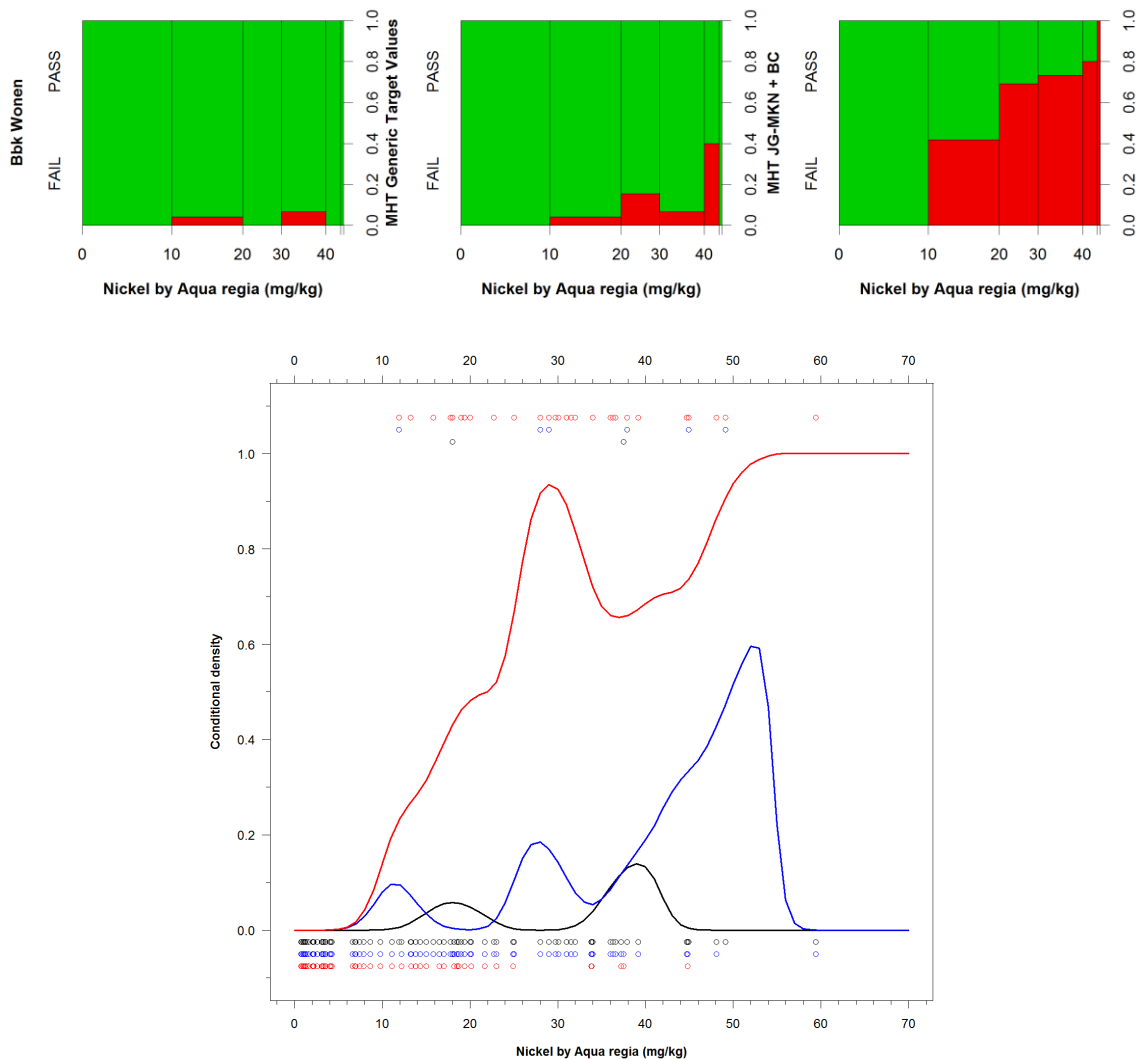 Bbk Wonen
FAIL PASS
0.0 0.2 0.4 0.6 0.8 1.0
0 10 20 30 40
Nickel by Aqua regia (mg/kg)
MHT Generic Target Values
FAIL PASS
0.0 0.2 0.4 0.6 0.8 1.0
0 10 20 30 40
Nickel by Aqua regia (mg/kg)
MHT JG-MKN + BC
FAIL PASS
0.0 0.2 0.4 0.6 0.8 1.0
0 10 20 30 40
Nickel by Aqua regia (mg/kg)
0 10 20 30 40 50 60 70
Conditional density
1.0
0.8
0.6
0.4
0.2
0.0
0 10 20 30 40 50 60 70
Nickel by Aqua regia (mg/kg)